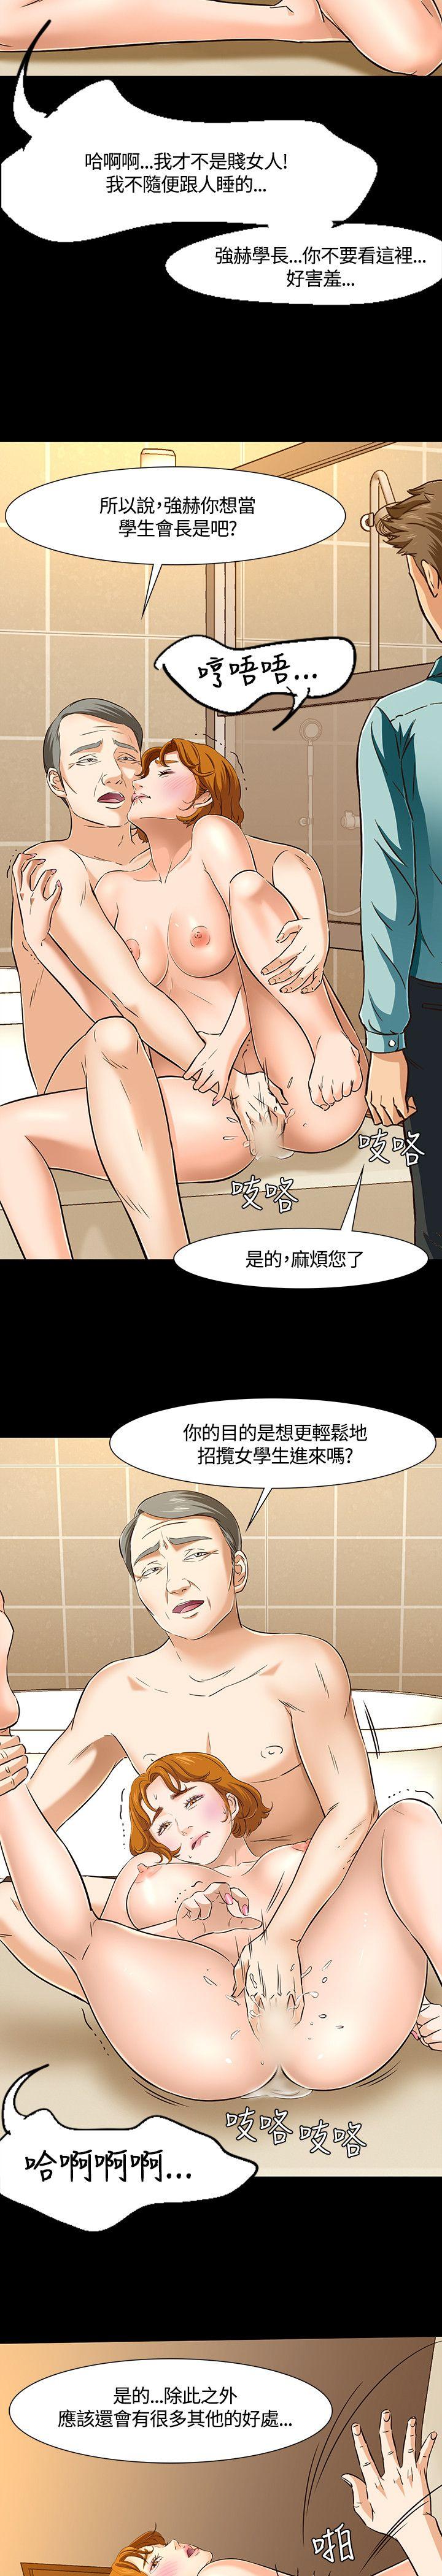 哈啊啊...我才不是賤女人!
我不隨便跟人睡的...
強赫學長...你不要看這裡...
好害羞...
所以說,強赫你想當
學生會長是吧?
哼唔唔...
吱咯
吱咯
是的,麻煩您了
你的目的是想更輕鬆地
招攬女學生進來嗎?
吱咯吱咯
哈啊啊啊...
是的...除此之外
應該還會有很多其他的好處...
啪